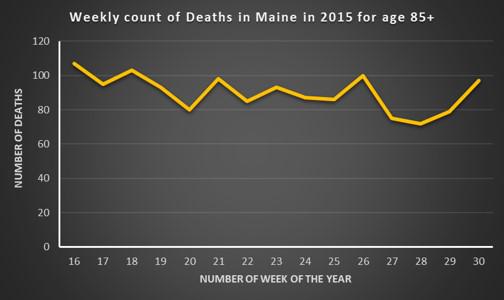 Weekly count of Deaths in Maine in 2015 for age 85+
120
100
80
60
40
20
0
NUMBER OF DEATHS
16 17 18 19 20 21 22 23 24 25 26 27 28 29 30
NUMBER OF WEEK OF THE YEAR